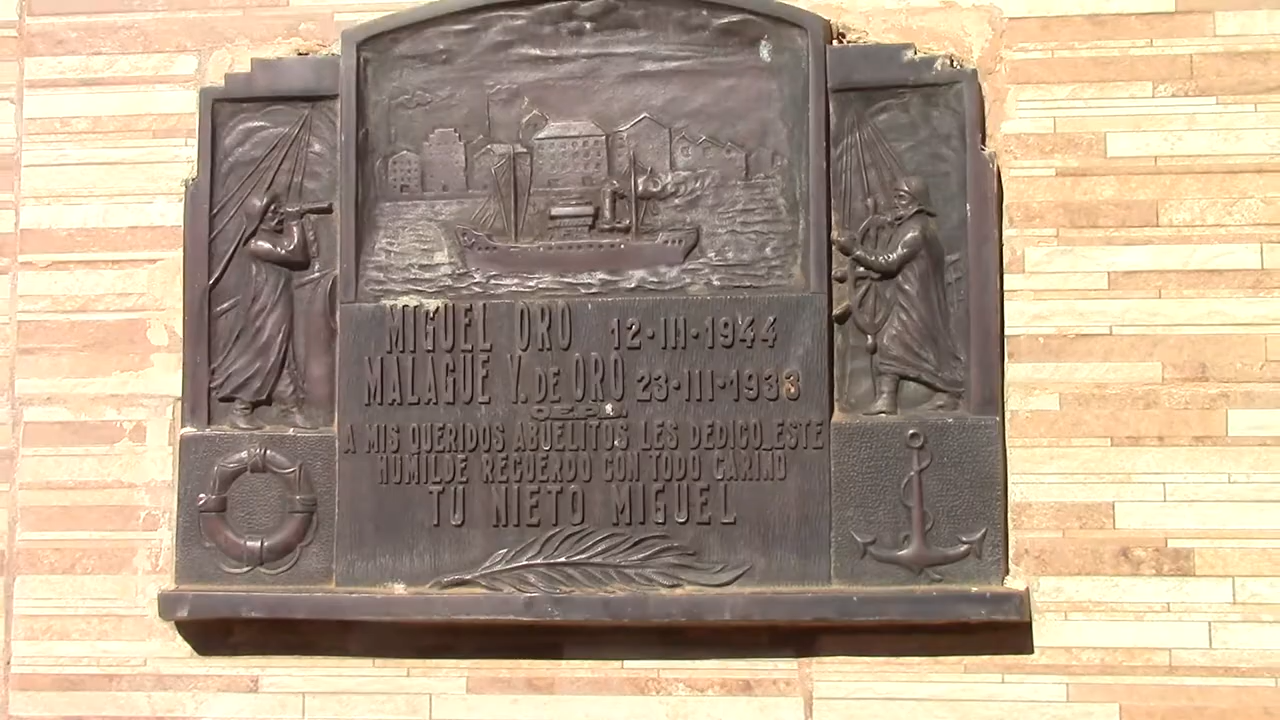 MIGUEL ORO 12·III·1944
MALAGUE V. DE ORO 23·III·1933
Q.E.P.D.
A MIS QUERIDOS ABUELITOS LES DEDICO ESTE
HUMILDE RECUERDO CON TODO CARIÑO
TU NIETO MIGUEL